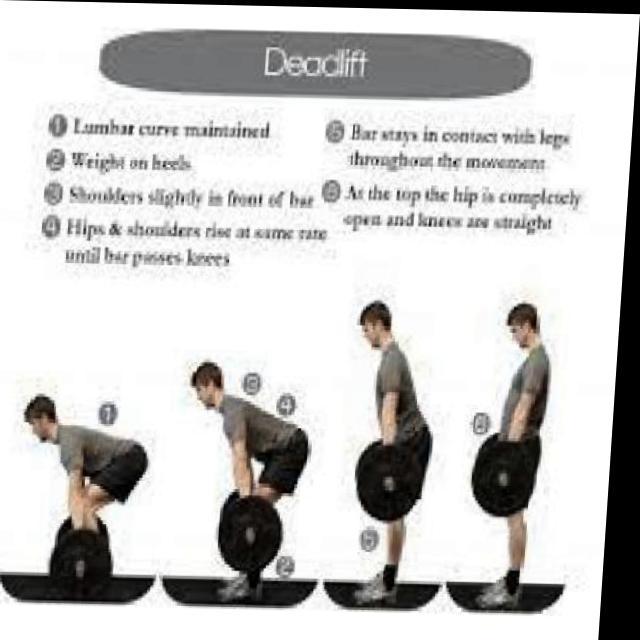 Deadlift
1 Lumbar curve maintained
2 Weight on heels
3 Shoulders slightly in front of bar
4 Hips & shoulders rise at same rate
until bar passes knees
5 Bar stays in contact with legs
throughout the movement
6 At the top the hip is completely
open and knees are straight
1
3
4
2
5
6